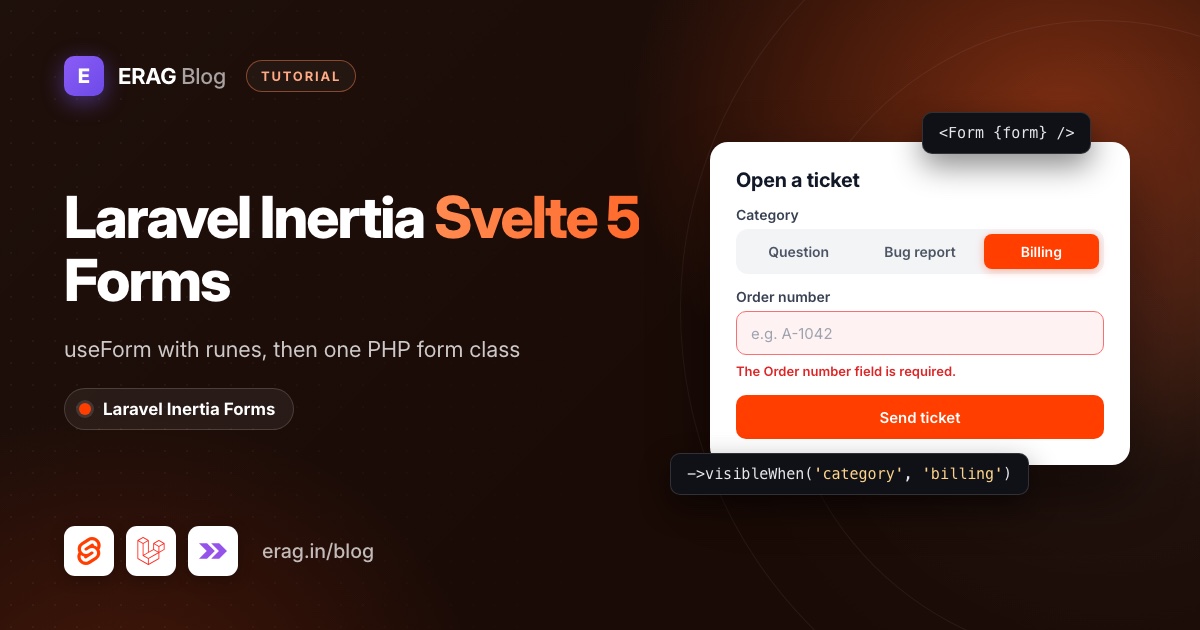 E
ERAG Blog
TUTORIAL
Laravel Inertia Svelte 5
Forms
useForm with runes, then one PHP form class
Laravel Inertia Forms
erag.in/blog
<Form {form} />
Open a ticket
Category
Question Bug report Billing
Order number
e.g. A-1042
The Order number field is required.
Send ticket
->visibleWhen('category', 'billing')